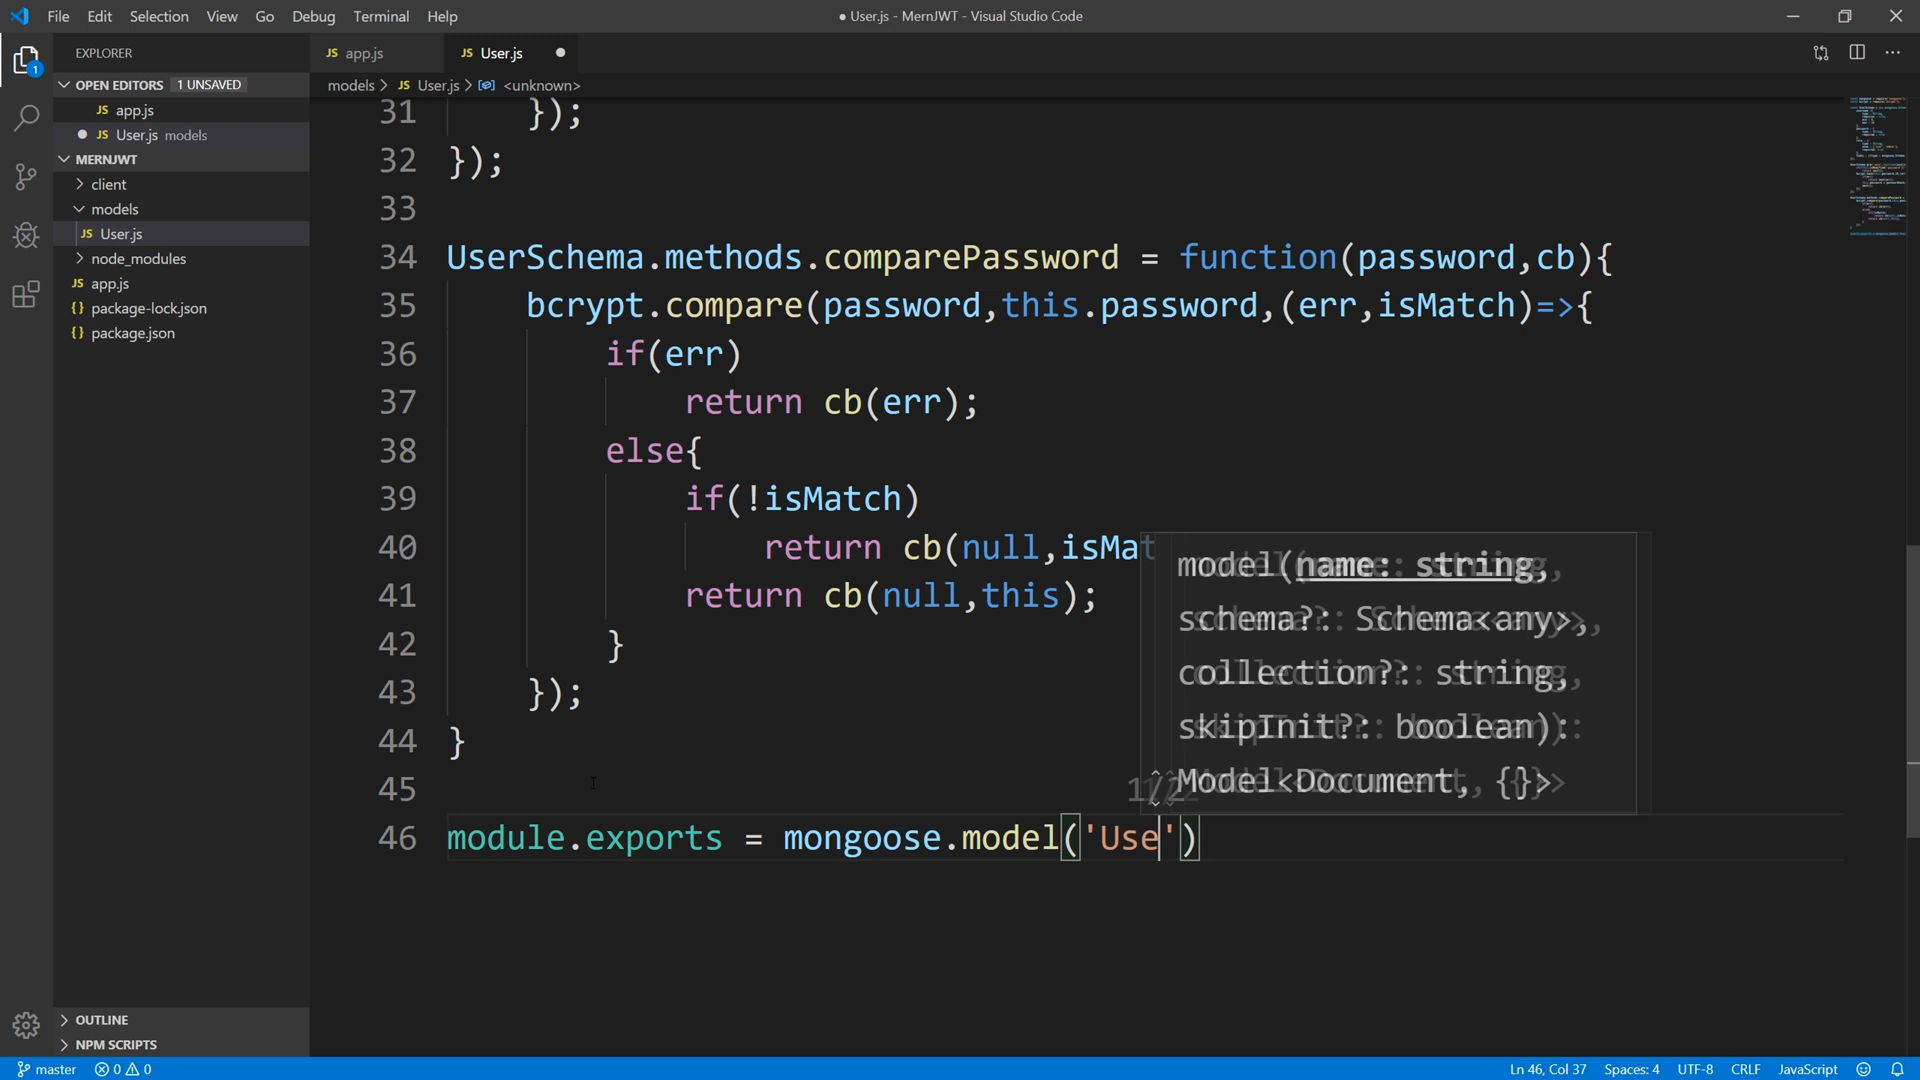 File Edit Selection View Go Debug Terminal Help
● User.js - MernJWT - Visual Studio Code
EXPLORER
JS app.js
JS User.js ●
OPEN EDITORS 1 UNSAVED
models > JS User.js > <unknown>
JS app.js
● JS User.js models
MERNJWT
client
models
JS User.js
node_modules
JS app.js
{} package-lock.json
{} package.json
31 });
32 });
33
34 UserSchema.methods.comparePassword = function(password,cb){
35 bcrypt.compare(password,this.password,(err,isMatch)=>{
36 if(err)
37 return cb(err);
38 else{
39 if(!isMatch)
40 return cb(null,isMat
41 return cb(null,this);
42 }
43 });
44 }
45
46 module.exports = mongoose.model('Use')
model(name: string,
schema?: Schema<any>,
collection?: string,
skipInit?: boolean):
1/2 Model<Document, {}>
OUTLINE
NPM SCRIPTS
master 0 0
Ln 46, Col 37 Spaces: 4 UTF-8 CRLF JavaScript
1